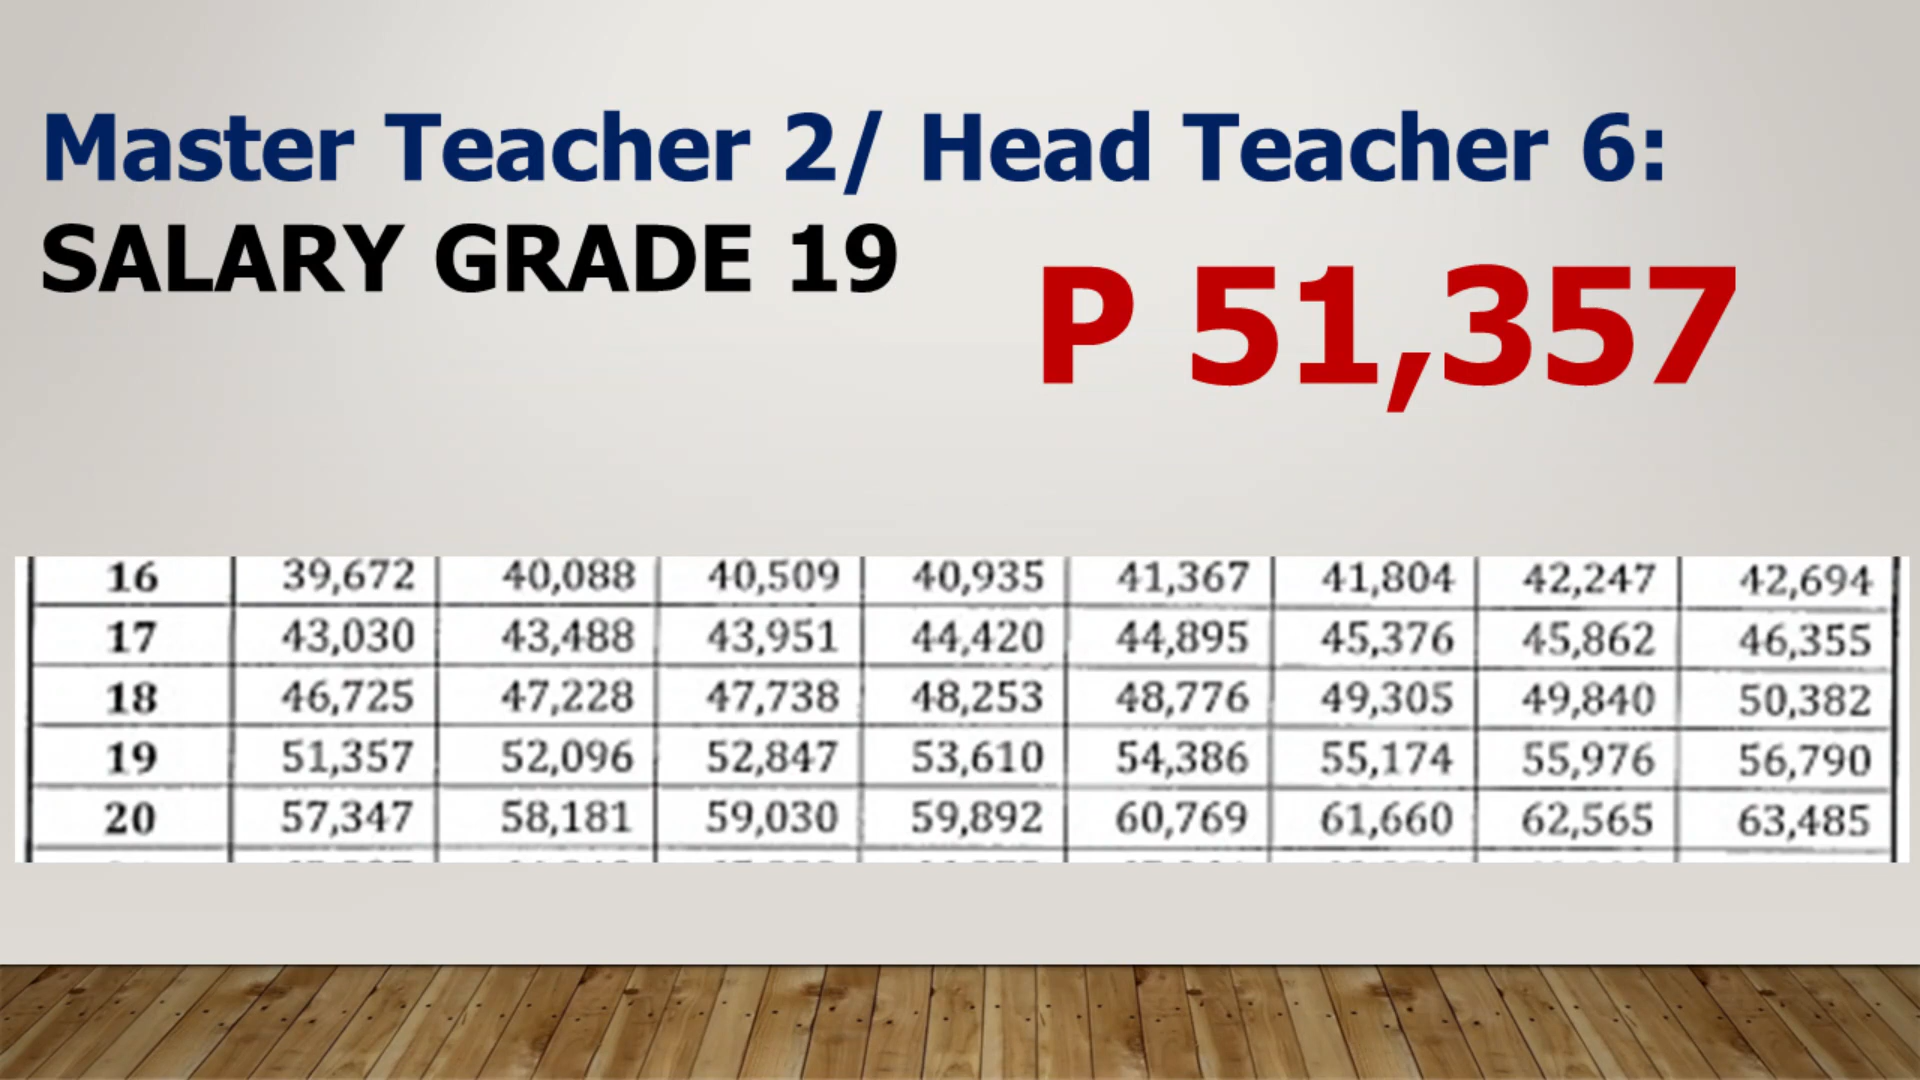 Master Teacher 2/ Head Teacher 6:
SALARY GRADE 19
P 51,357
16 39,672 40,088 40,509 40,935 41,367 41,804 42,247 42,694
17 43,030 43,488 43,951 44,420 44,895 45,376 45,862 46,355
18 46,725 47,228 47,738 48,253 48,776 49,305 49,840 50,382
19 51,357 52,096 52,847 53,610 54,386 55,174 55,976 56,790
20 57,347 58,181 59,030 59,892 60,769 61,660 62,565 63,485